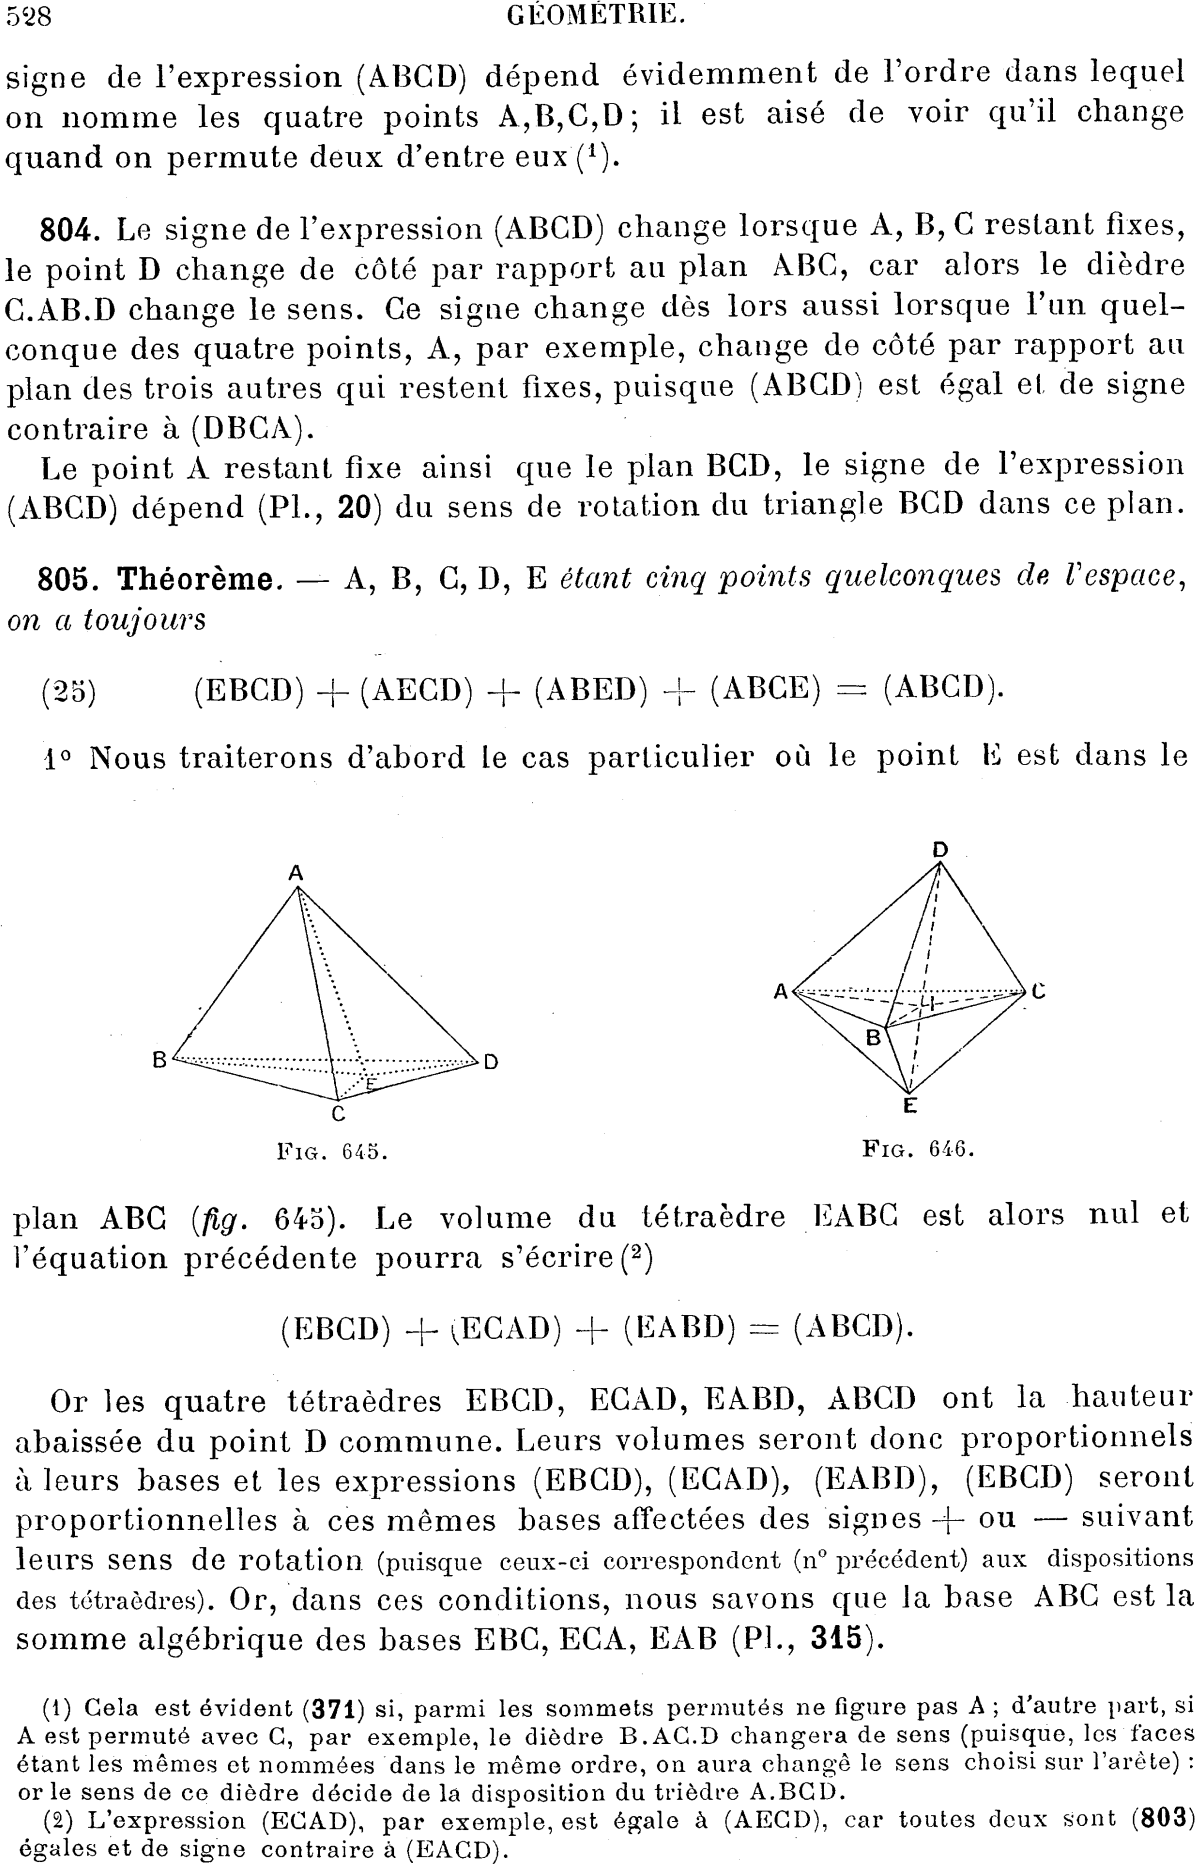 528
GÉOMÉTRIE.
signe de l'expression (ABCD) dépend évidemment de l'ordre dans lequel
on nomme les quatre points A,B,C,D; il est aisé de voir qu'il change
quand on permute deux d'entre eux (¹).
804. Le signe de l'expression (ABCD) change lorsque A, B, C restant fixes,
le point D change de côté par rapport au plan ABC, car alors le dièdre
C.AB.D change le sens. Ce signe change dès lors aussi lorsque l'un quel-
conque des quatre points, A, par exemple, change de côté par rapport au
plan des trois autres qui restent fixes, puisque (ABCD) est égal et de signe
contraire à (DBCA).
Le point A restant fixe ainsi que le plan BCD, le signe de l'expression
(ABCD) dépend (Pl., 20) du sens de rotation du triangle BCD dans ce plan.
805. Théorème. — A, B, C, D, E étant cinq points quelconques de l'espace,
on a toujours
(25) (EBCD) + (AECD) + (ABED) + (ABCE) = (ABCD).
1° Nous traiterons d'abord le cas particulier où le point E est dans le
A
B
D
E
C
FIG. 645.
D
A
C
B
E
FIG. 646.
plan ABC (fig. 645). Le volume du tétraèdre EABC est alors nul et
l'équation précédente pourra s'écrire (²)
(EBCD) + (ECAD) + (EABD) = (ABCD).
Or les quatre tétraèdres EBCD, ECAD, EABD, ABCD ont la hauteur
abaissée du point D commune. Leurs volumes seront donc proportionnels
à leurs bases et les expressions (EBCD), (ECAD), (EABD), (EBCD) seront
proportionnelles à ces mêmes bases affectées des signes + ou — suivant
leurs sens de rotation (puisque ceux-ci correspondent (n° précédent) aux dispositions
des tétraèdres). Or, dans ces conditions, nous savons que la base ABC est la
somme algébrique des bases EBC, ECA, EAB (Pl., 315).
(1) Cela est évident (371) si, parmi les sommets permutés ne figure pas A ; d'autre part, si
A est permuté avec C, par exemple, le dièdre B.AC.D changera de sens (puisque, les faces
étant les mêmes et nommées dans le même ordre, on aura changê le sens choisi sur l'arête) :
or le sens de ce dièdre décide de la disposition du trièdre A.BCD.
(2) L'expression (ECAD), par exemple, est égale à (AECD), car toutes deux sont (803)
égales et de signe contraire à (EACD).